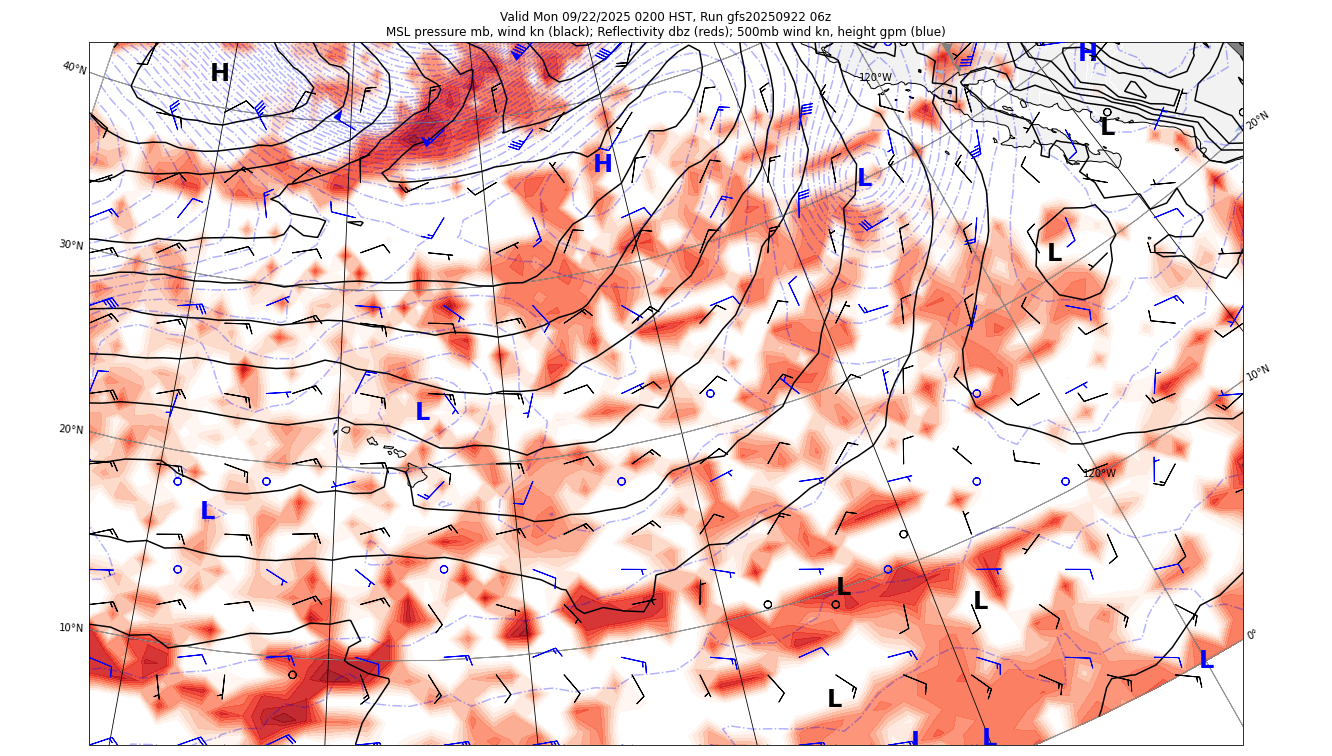 Valid Mon 09/22/2025 0200 HST, Run gfs20250922 06z
MSL pressure mb, wind kn (black); Reflectivity dbz (reds); 500mb wind kn, height gpm (blue)
H
H
40°N
120°W
20°N
L
H
L
30°N
L
10°N
L
20°N
120°W
L
L
L
10°N
0°
L
L
L
L